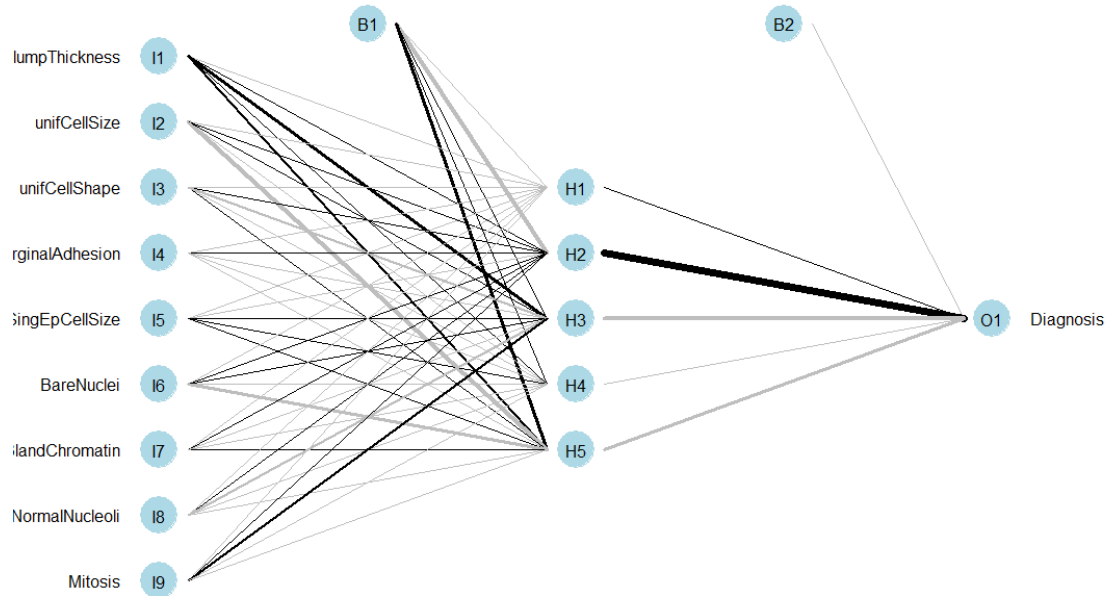 B1 B2
lumpThickness I1
unifCellSize I2
unifCellShape I3 H1
rginalAdhesion I4 H2
SingEpCellSize I5 H3 O1 Diagnosis
BareNuclei I6 H4
BlandChromatin I7 H5
NormalNucleoli I8
Mitosis I9